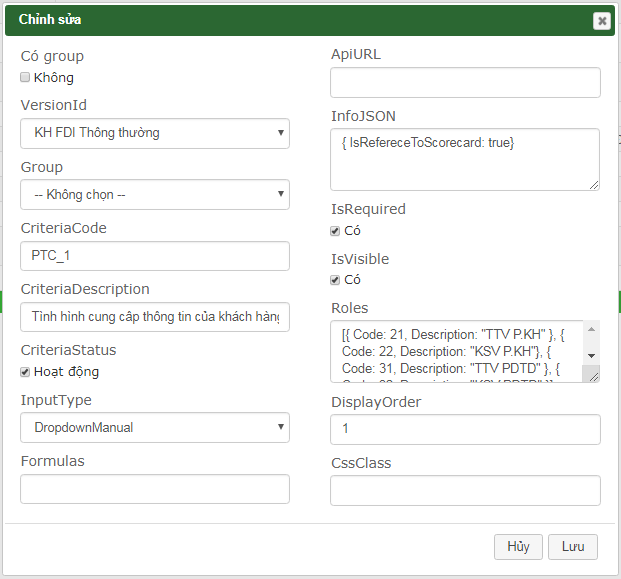 Chỉnh sửa
Có group
Không
VersionId
KH FDI Thông thường
Group
-- Không chọn --
CriteriaCode
PTC_1
CriteriaDescription
Tình hình cung cấp thông tin của khách hàng
CriteriaStatus
Hoạt động
InputType
DropdownManual
Formulas
ApiURL
InfoJSON
{ IsRefereceToScorecard: true}
IsRequired
Có
IsVisible
Có
Roles
[{ Code: 21, Description: "TTV P.KH" }, {
Code: 22, Description: "KSV P.KH"}, {
Code: 31, Description: "TTV PDTD" }, {
DisplayOrder
1
CssClass
Hủy
Lưu